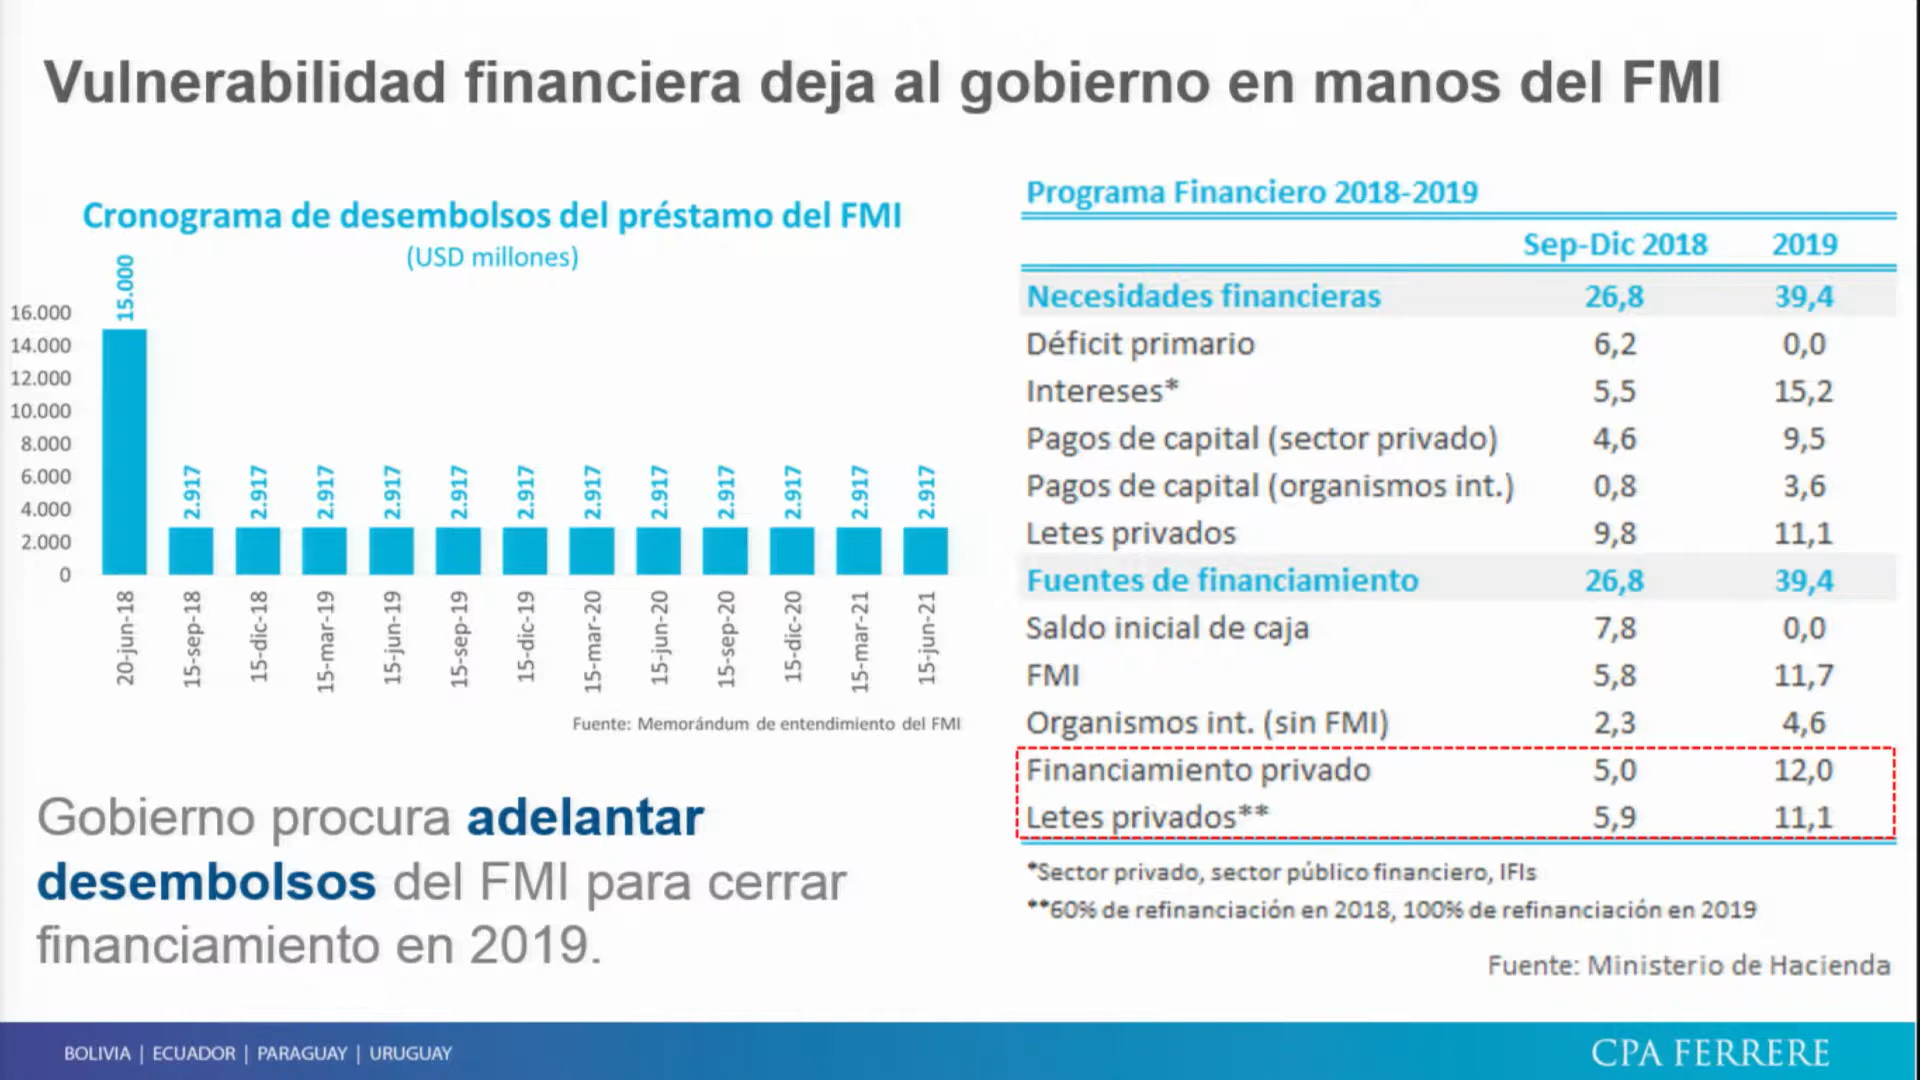 Vulnerabilidad financiera deja al gobierno en manos del FMI
Cronograma de desembolsos del préstamo del FMI
(USD millones)
16.000
14.000
12.000
10.000
8.000
6.000
4.000
2.000
0
15.000
2.917
2.917
2.917
2.917
2.917
2.917
2.917
2.917
2.917
2.917
2.917
2.917
20-jun-18
15-sep-18
15-dic-18
15-mar-19
15-jun-19
15-sep-19
15-dic-19
15-mar-20
15-jun-20
15-sep-20
15-dic-20
15-mar-21
15-jun-21
Fuente: Memorándum de entendimiento del FMI
Gobierno procura adelantar
desembolsos del FMI para cerrar
financiamiento en 2019.
Programa Financiero 2018-2019
Sep-Dic 2018 2019
Necesidades financieras 26,8 39,4
Déficit primario 6,2 0,0
Intereses* 5,5 15,2
Pagos de capital (sector privado) 4,6 9,5
Pagos de capital (organismos int.) 0,8 3,6
Letes privados 9,8 11,1
Fuentes de financiamiento 26,8 39,4
Saldo inicial de caja 7,8 0,0
FMI 5,8 11,7
Organismos int. (sin FMI) 2,3 4,6
Financiamiento privado 5,0 12,0
Letes privados** 5,9 11,1
*Sector privado, sector público financiero, IFIs
**60% de refinanciación en 2018, 100% de refinanciación en 2019
Fuente: Ministerio de Hacienda
BOLIVIA | ECUADOR | PARAGUAY | URUGUAY
CPA FERRERE